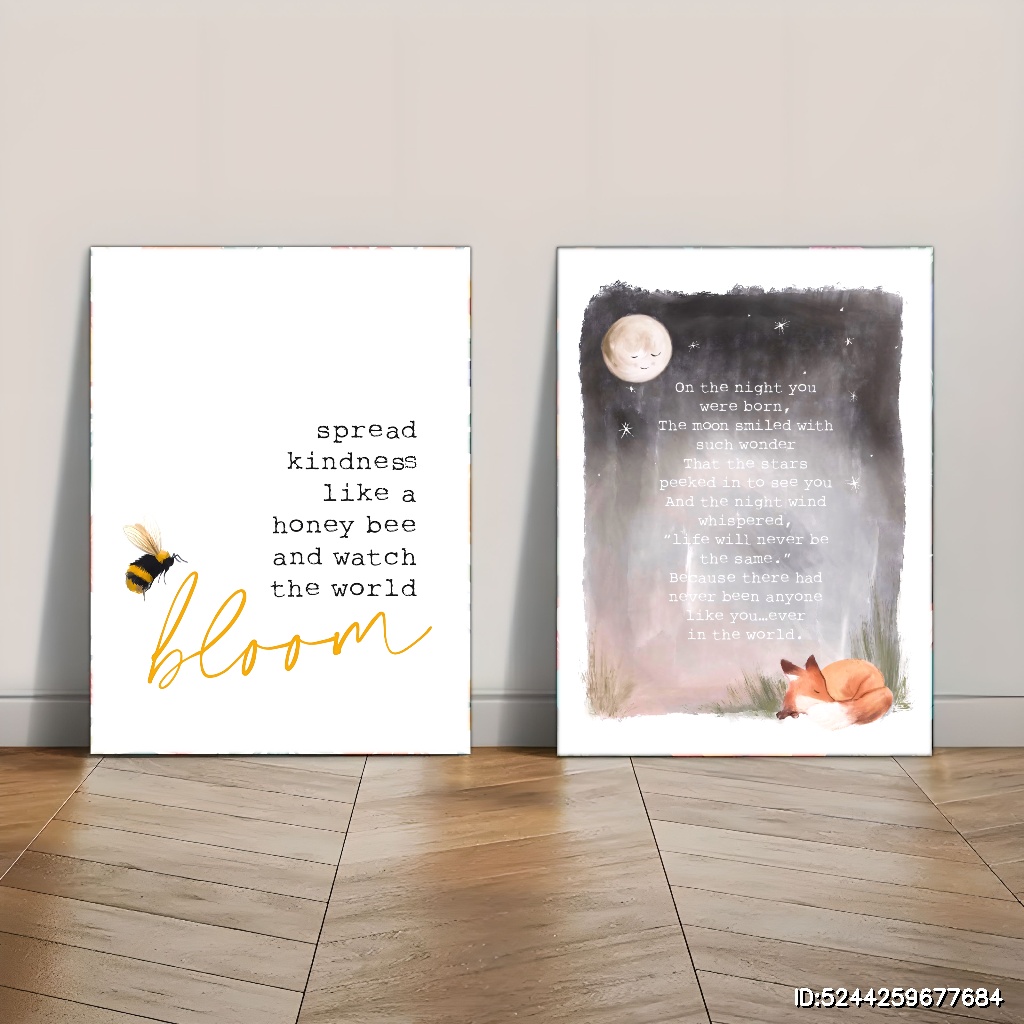 spread
kindness
like a
honey bee
and watch
the world
bloom
On the night you
were born,
The moon smiled with
such wonder
That the stars
peeked in to see you
And the night wind
whispered,
"life will never be
the same."
Because there had
never been anyone
like you…ever
in the world.
ID:5244259677684